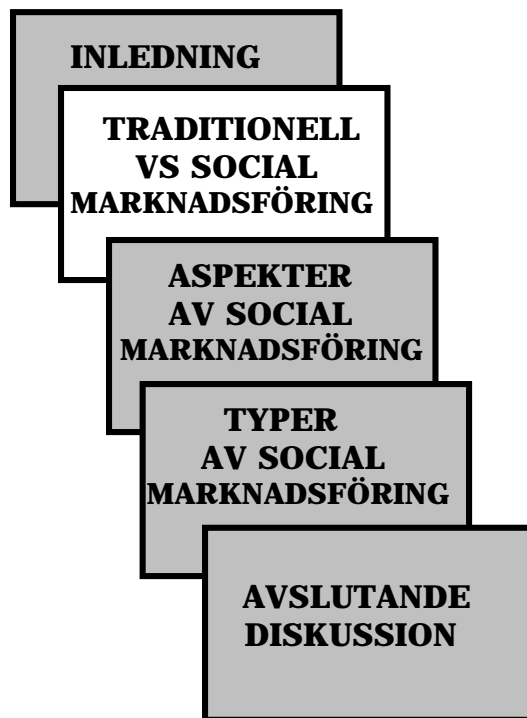 INLEDNING
TRADITIONELL
VS SOCIAL
MARKNADSFÖRING
ASPEKTER
AV SOCIAL
MARKNADSFÖRING
TYPER
AV SOCIAL
MARKNADSFÖRING
AVSLUTANDE
DISKUSSION